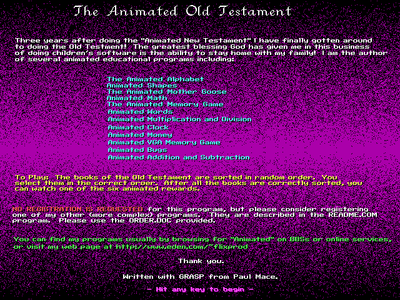 The Animated Old Testament
Three years after doing the "Animated New Testament" I have finally gotten around
to doing the Old Testment! The greatest blessing God has given me in this business
of doing children's software is the ability to stay home with my family! I am the author
of several animated educational programs including:
The Animated Alphabet
Animated Shapes
The Animated Mother Goose
Animated Math
The Animated Memory Game
Animated Words
Animated Multiplication and Division
Animated Clock
Animated Money
Animated VGA Memory Game
Animated Bugs
Animated Addition and Subtraction
To Play: The books of the Old Testament are sorted in random order. You
select them in the correct order. After all the books are correctly sorted, you
can watch one of the six animated rewards.
NO REGISTRATION IS REQUESTED for this program, but please consider registering
one of my other (more complex) programs. They are described in the README.COM
program. Please use the ORDER.DOC provided.
You can find my programs usually by browsing for "Animated" on BBSs or online services,
or visit my web page at http://www.eden.com/~flixprod
Thank you.
Written with GRASP from Paul Mace.
- Hit any key to begin -